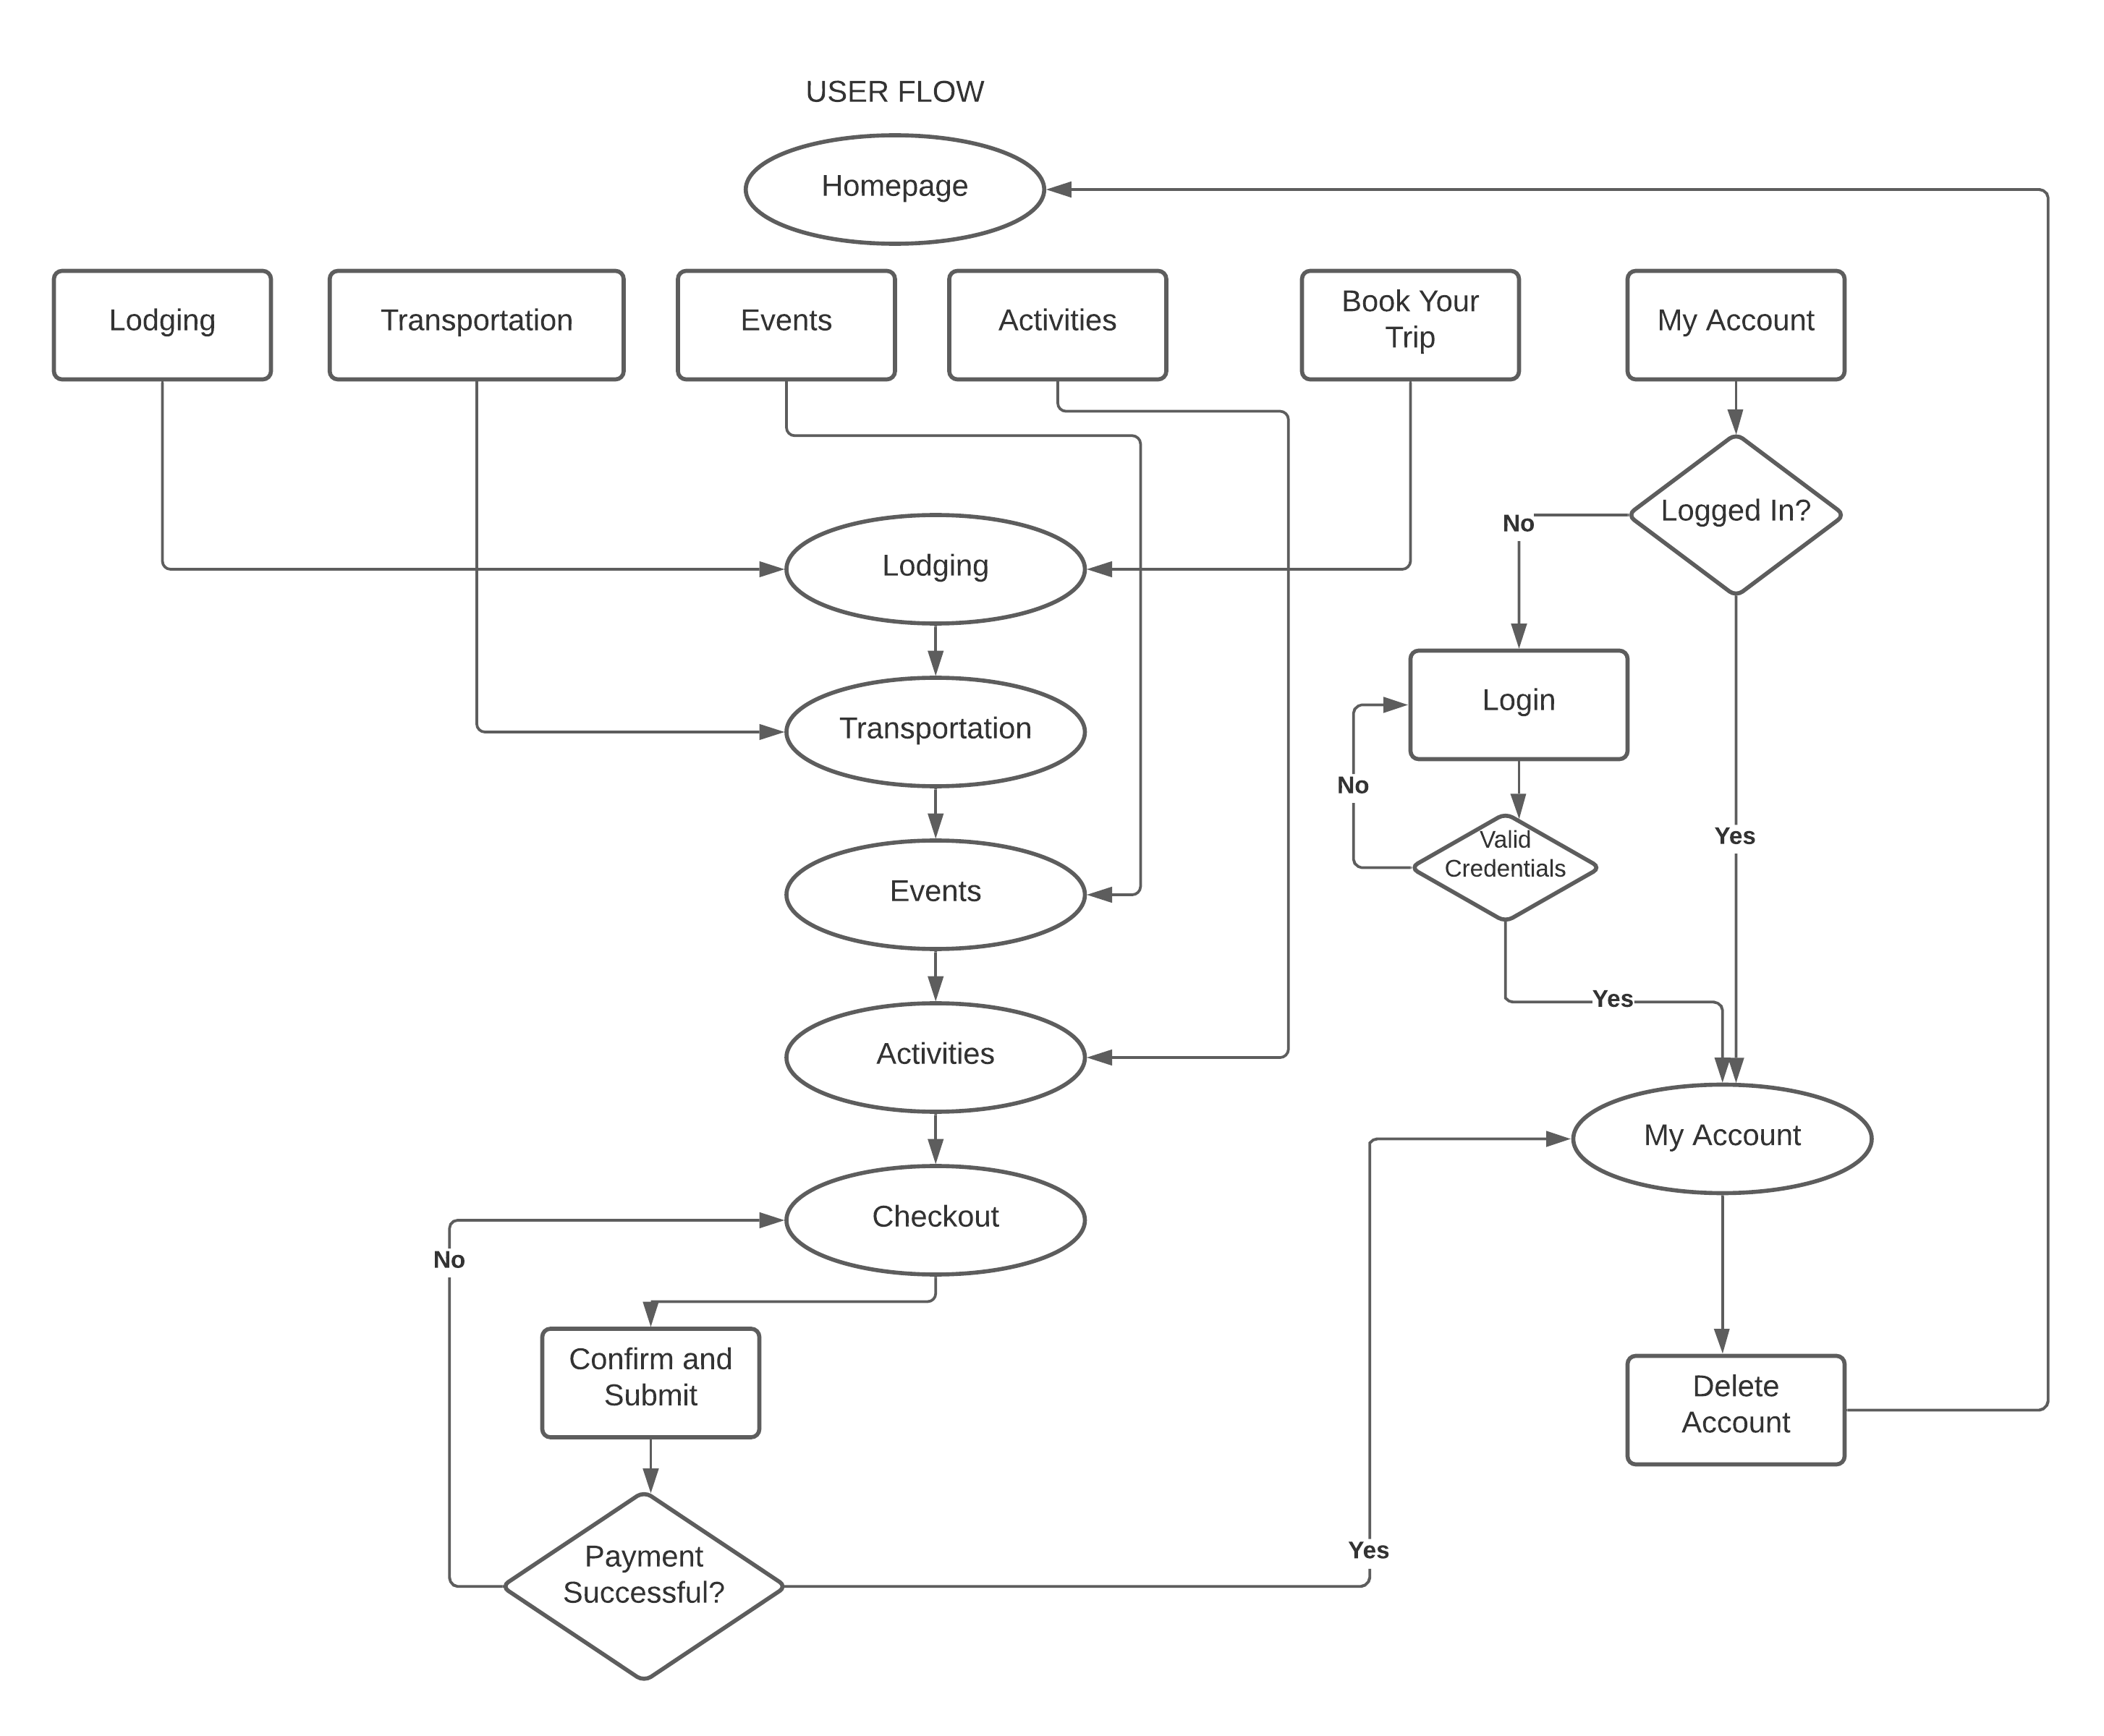 USER FLOW
Homepage
Lodging
Transportation
Events
Activities
Book Your
Trip
My Account
Logged In?
No
Lodging
Login
Transportation
No
Valid
Credentials
Yes
Events
Yes
Activities
My Account
Checkout
No
Confirm and
Submit
Delete
Account
Payment
Successful?
Yes